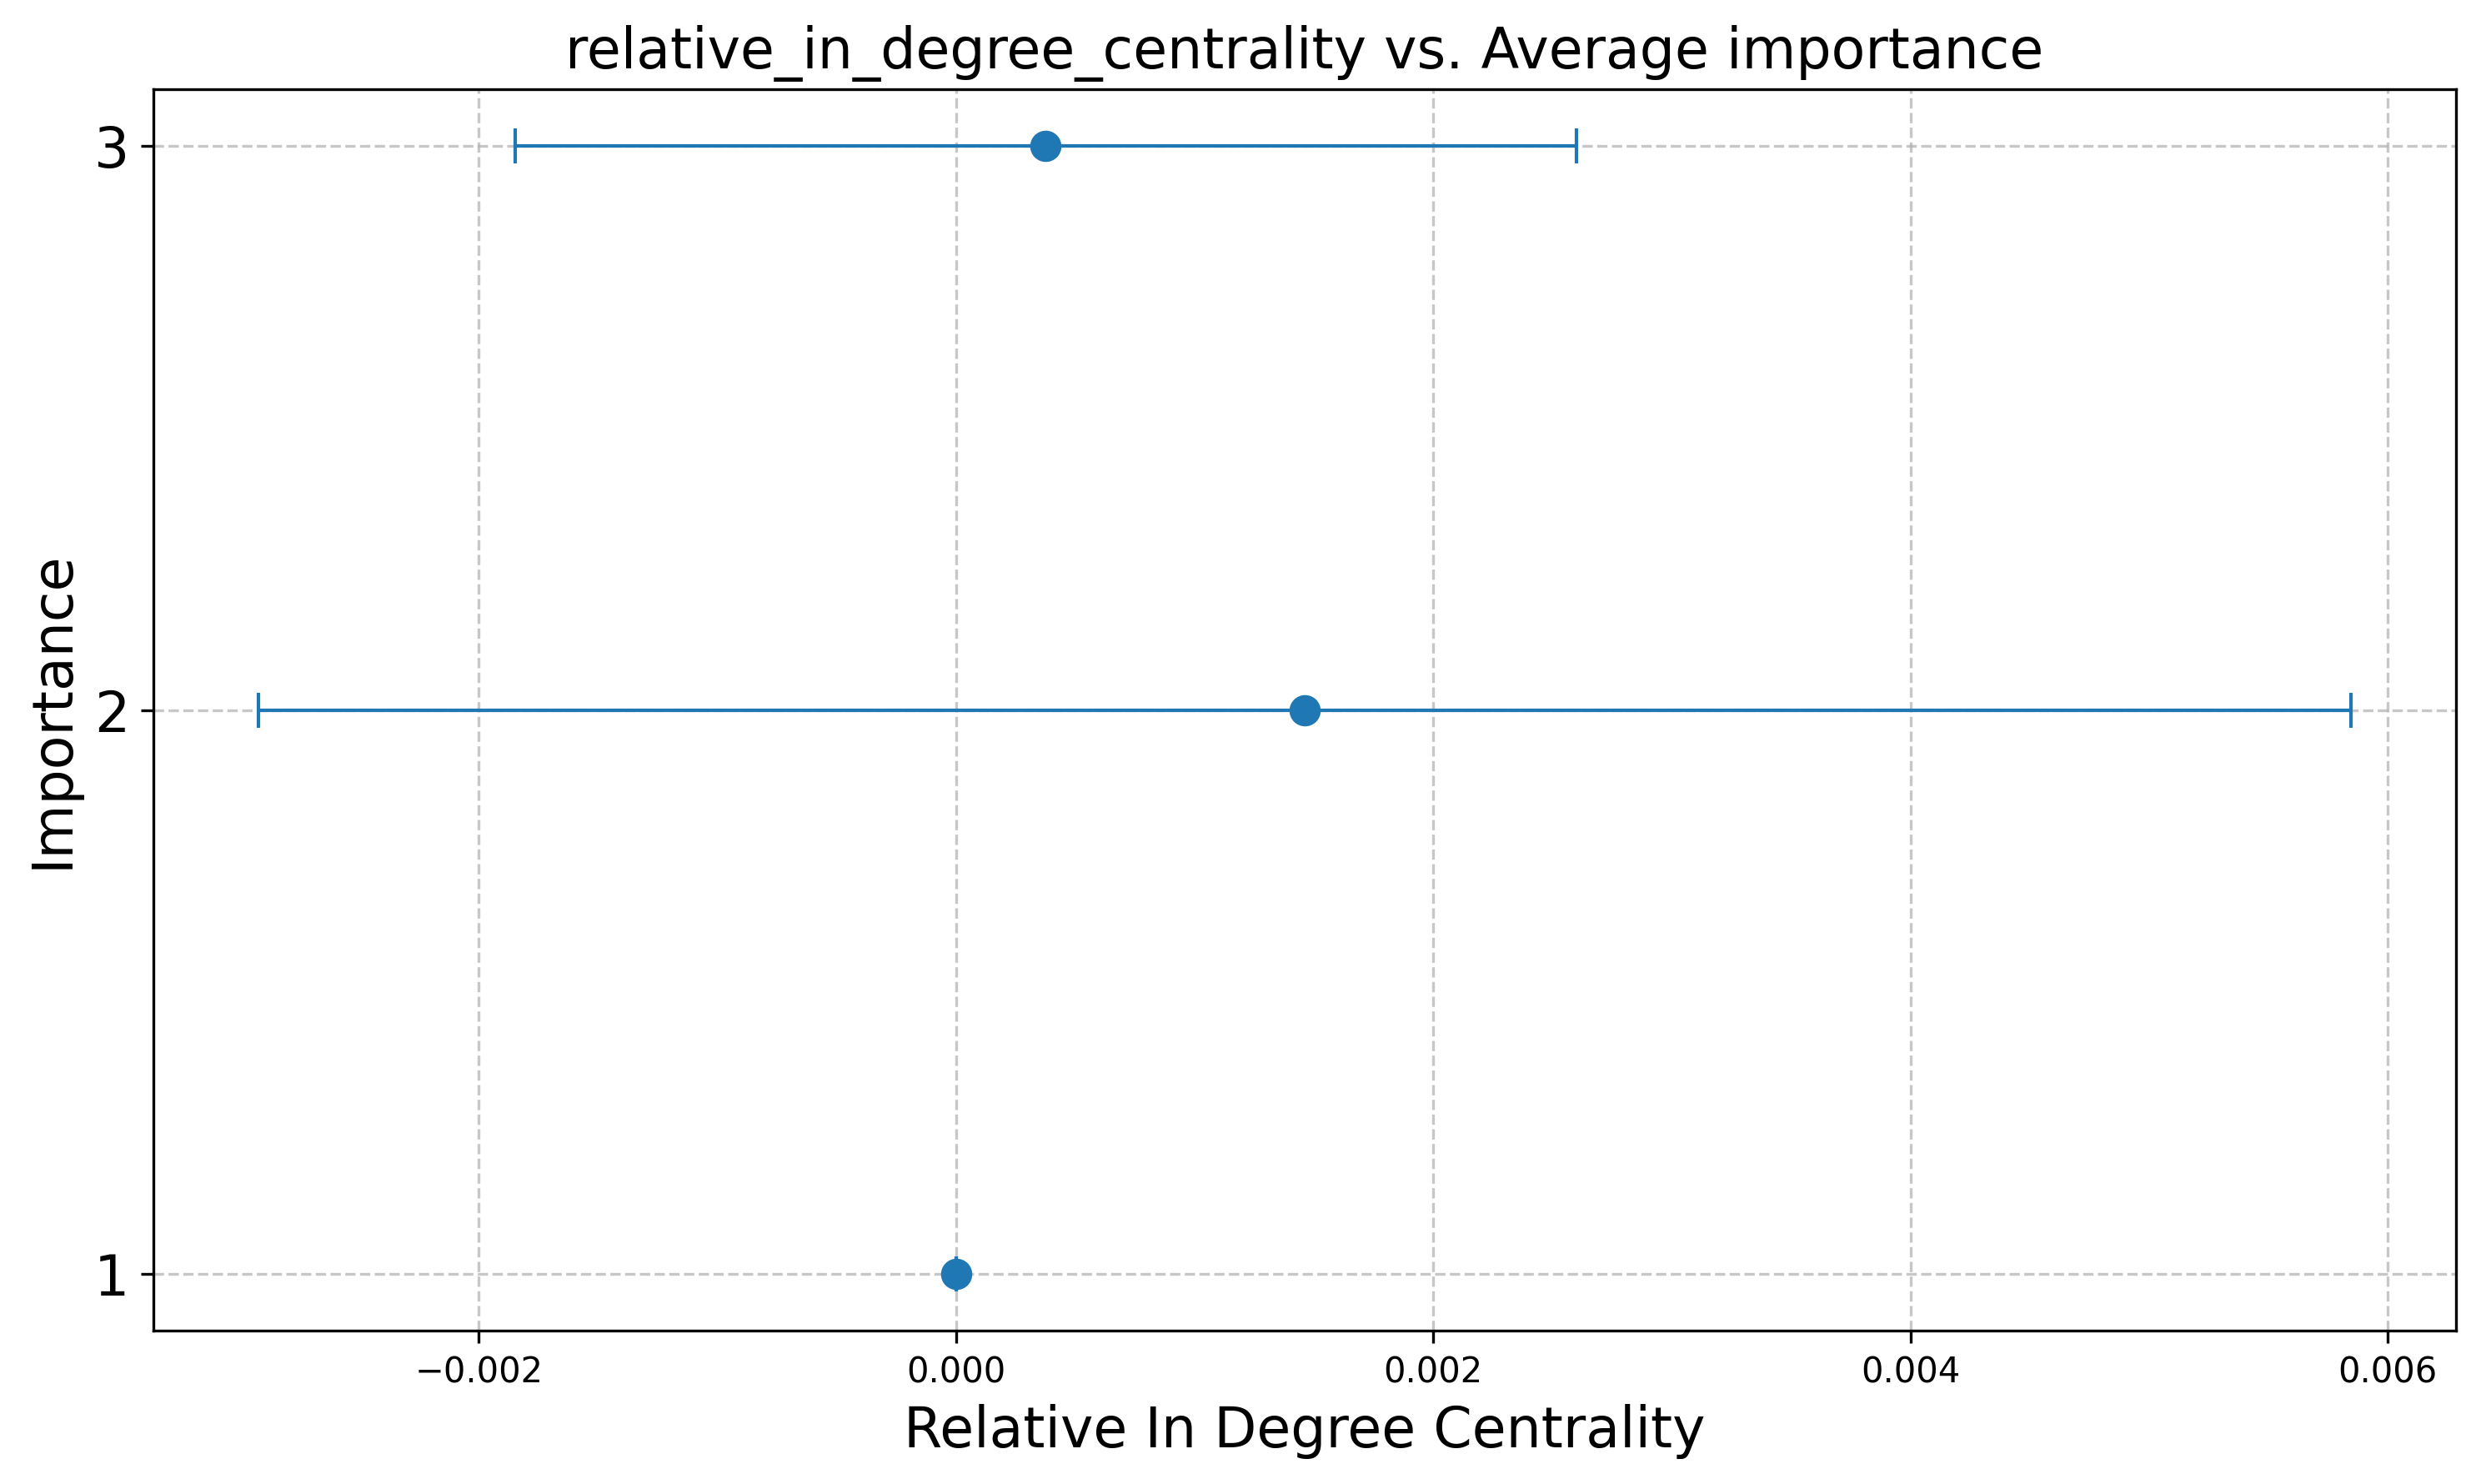 relative_in_degree_centrality vs. Average importance
3
2
1
Importance
−0.002
0.000
0.002
0.004
0.006
Relative In Degree Centrality